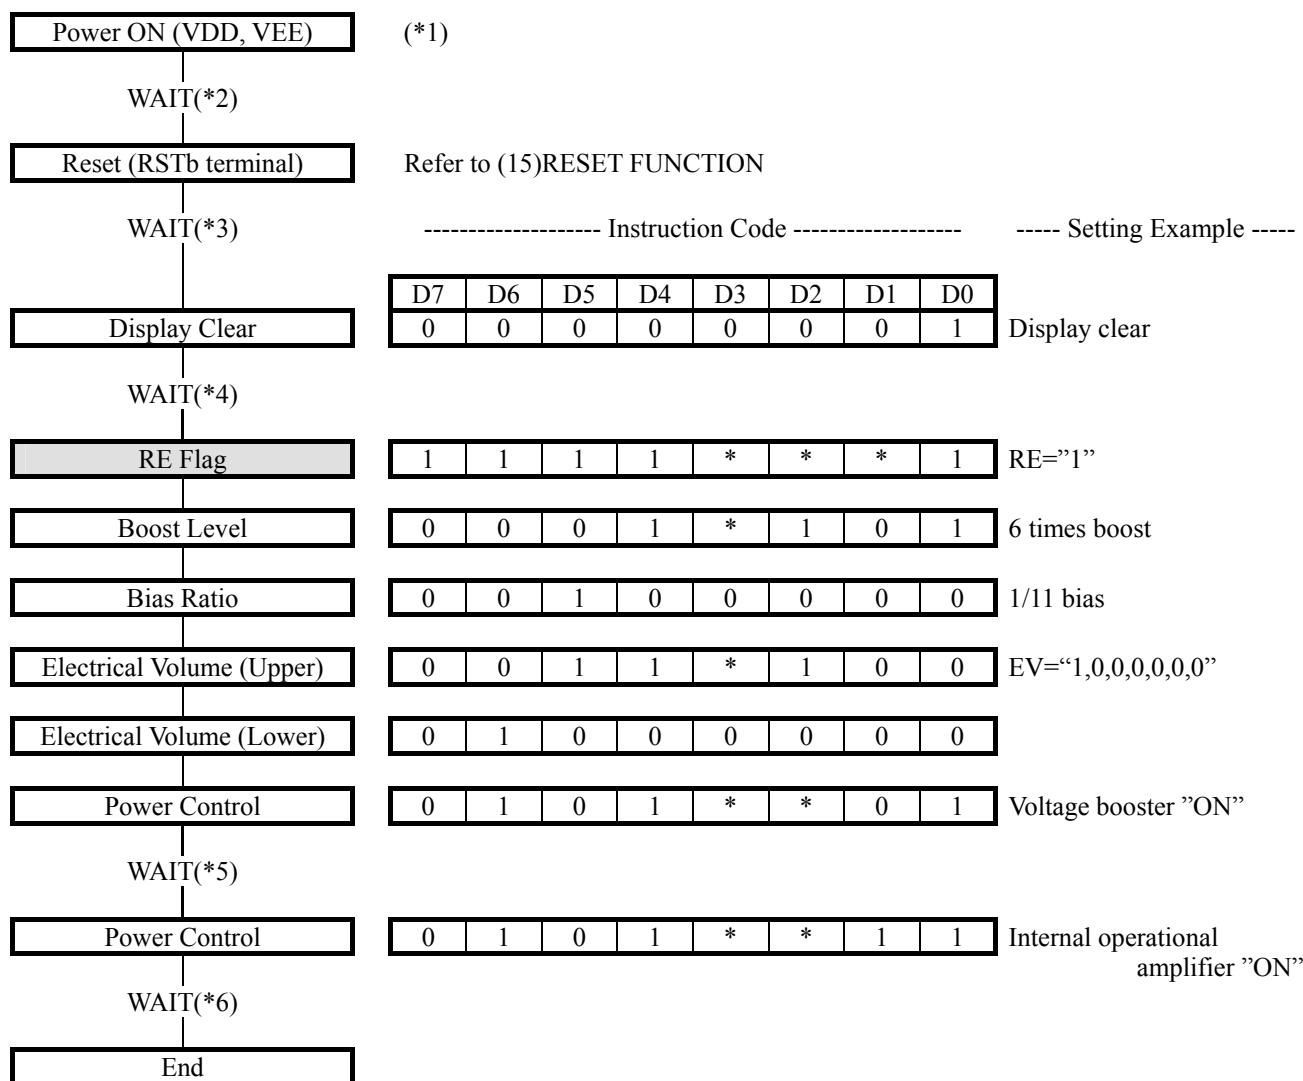 Power ON (VDD, VEE) (*1)
WAIT(*2)
Reset (RSTb terminal) Refer to (15)RESET FUNCTION
WAIT(*3) -------------------- Instruction Code ------------------- ----- Setting Example -----
D7 D6 D5 D4 D3 D2 D1 D0
Display Clear 0 0 0 0 0 0 0 1 Display clear
WAIT(*4)
RE Flag 1 1 1 1 * * * 1 RE=”1”
Boost Level 0 0 0 1 * 1 0 1 6 times boost
Bias Ratio 0 0 1 0 0 0 0 0 1/11 bias
Electrical Volume (Upper) 0 0 1 1 * 1 0 0 EV=“1,0,0,0,0,0,0”
Electrical Volume (Lower) 0 1 0 0 0 0 0 0
Power Control 0 1 0 1 * * 0 1 Voltage booster ”ON”
WAIT(*5)
Power Control 0 1 0 1 * * 1 1 Internal operational
amplifier ”ON”
WAIT(*6)
End